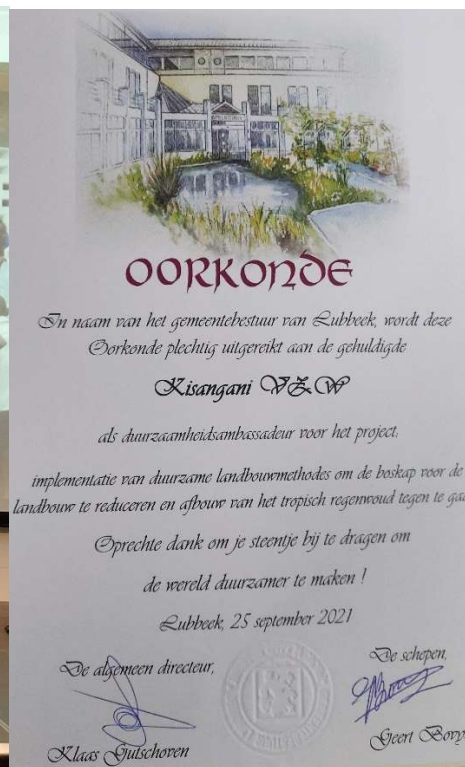 OORKONDE
In naam van het gemeentebestuur van Lubbeek, wordt deze
Oorkonde plechtig uitgereikt aan de gehuldigde
Kisangani VZW
als duurzaamheidsambassadeur voor het project:
implementatie van duurzame landbouwmethodes om de boskap voor de
landbouw te reduceren en afbouw van het tropisch regenwoud tegen te
Oprechte dank om je steentje bij te dragen om
de wereld duurzamer te maken !
Lubbeek, 25 september 2021
De algemeen directeur,
De schepen,
Klaas Gutschoven
Geert Bovy